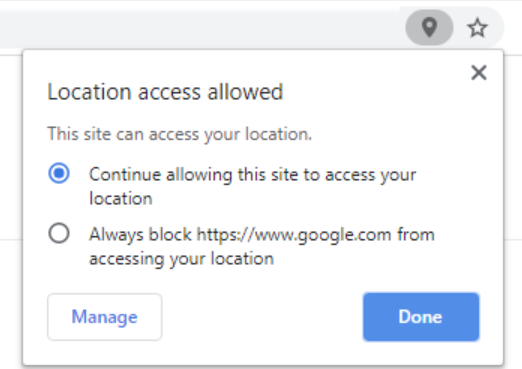 Location access allowed
This site can access your location.
Continue allowing this site to access your
location
Always block https://www.google.com from
accessing your location
Manage
Done